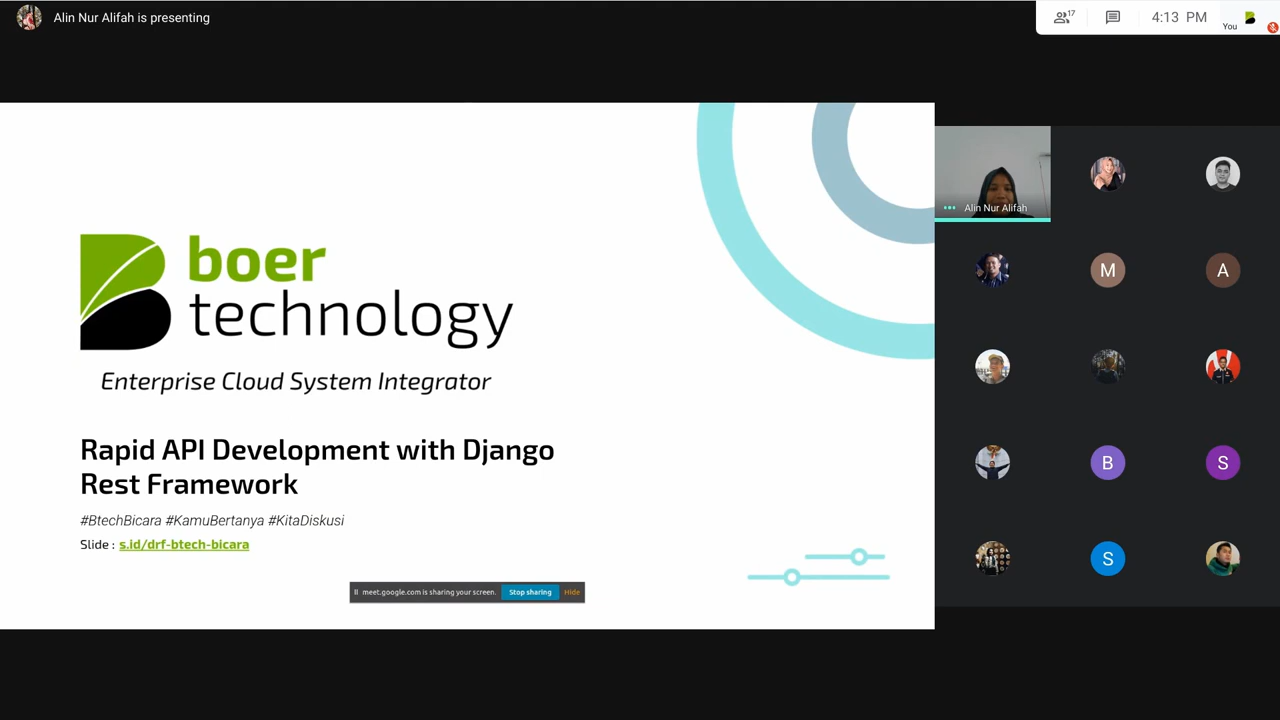 Alin Nur Alifah is presenting
17
4:13 PM
You
boer
technology
Enterprise Cloud System Integrator
Rapid API Development with Django
Rest Framework
#BtechBicara #KamuBertanya #KitaDiskusi
Slide : s.id/drf-btech-bicara
meet.google.com is sharing your screen. Stop sharing Hide
Alin Nur Alifah
M
A
B
S
S